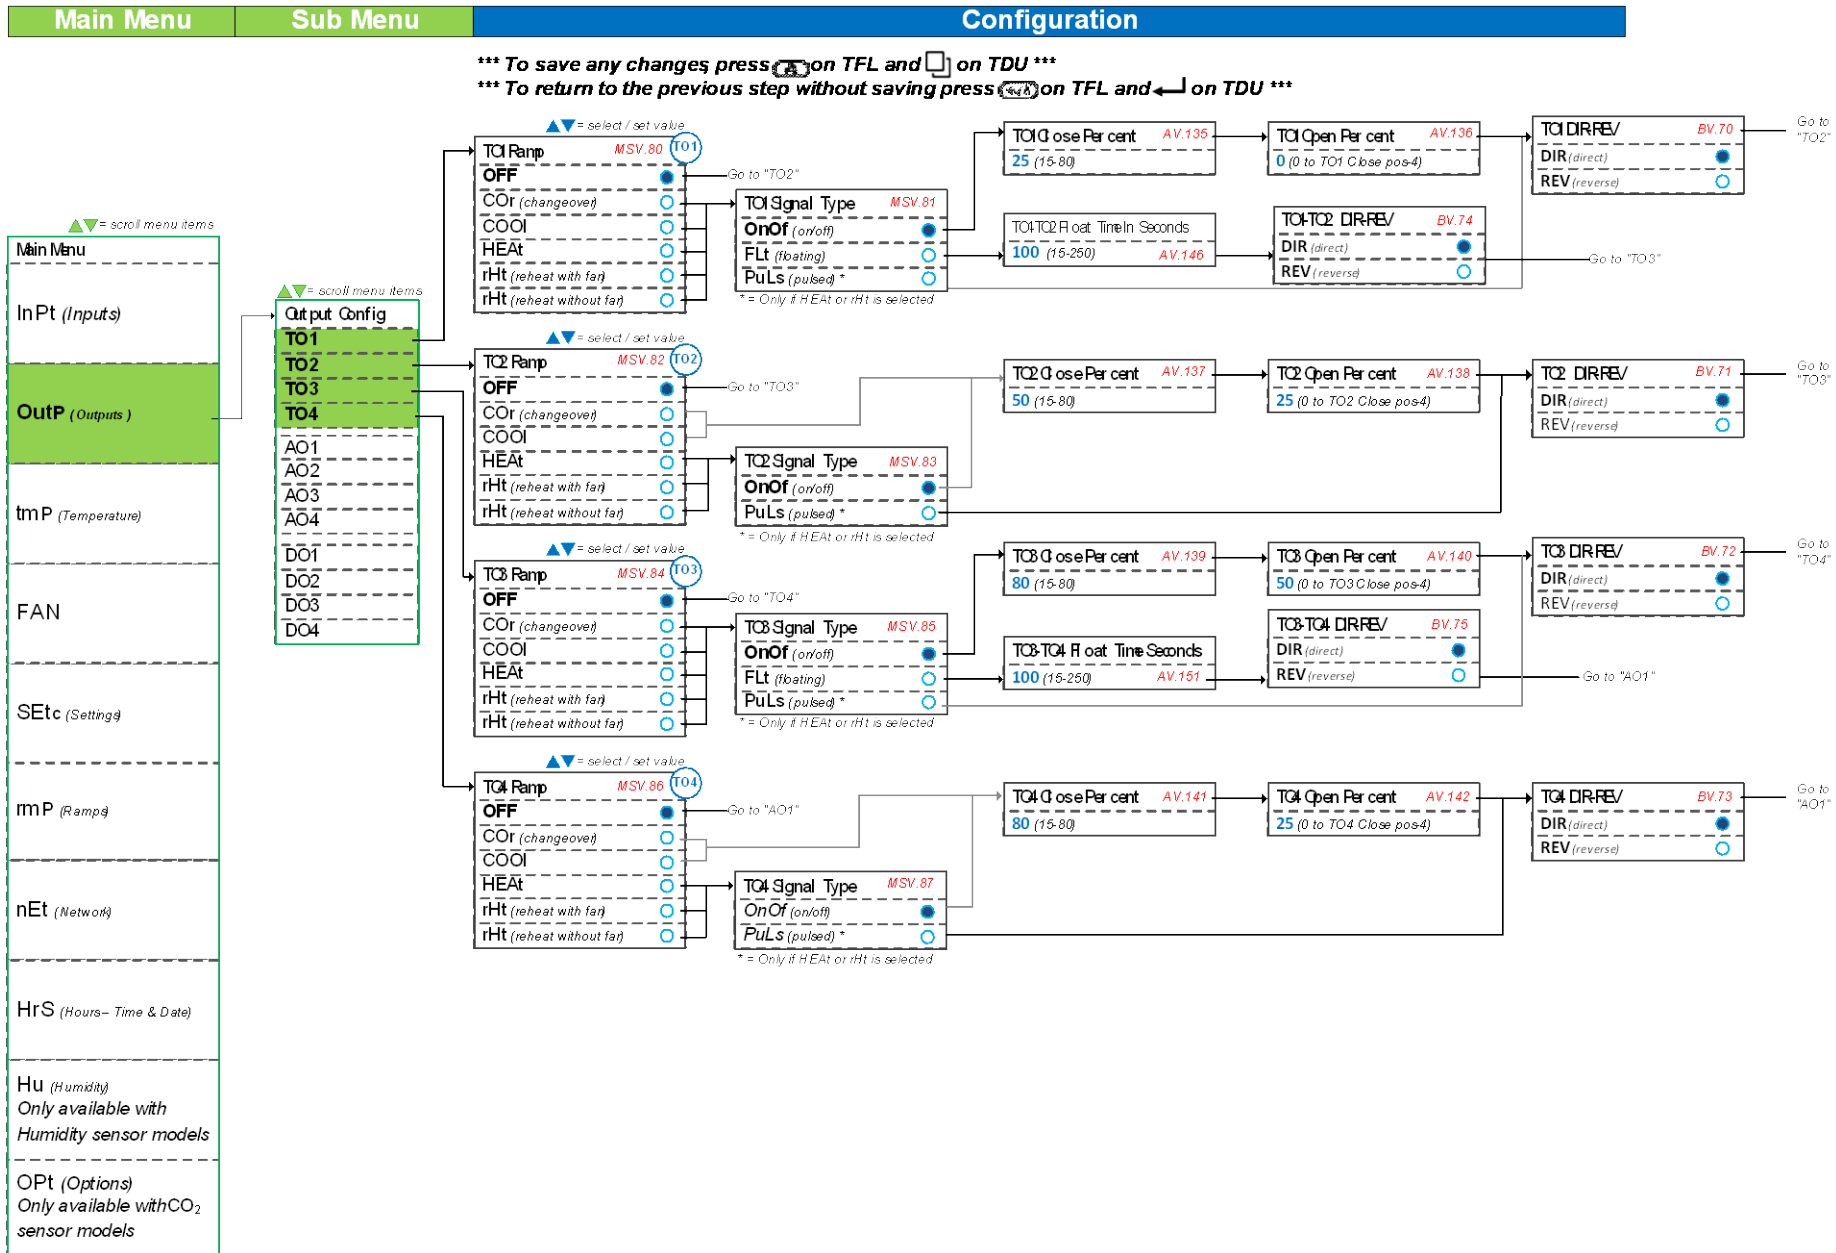 Main Menu
Sub Menu
Configuration
*** To save any changes, press on TFL and on TDU ***
*** To return to the previous step without saving press on TFL and on TDU ***
▲▼= scroll menu items
Main Menu
InPt (Inputs)
OutP (Outputs)
tmP (Temperature)
FAN
SEtc (Settings)
rmP (Ramps)
nEt (Network)
HrS (Hours– Time & Date)
Hu (Humidity)
Only available with
Humidity sensor models
OPt (Options)
Only available with CO2
sensor models
▲▼= scroll menu items
Output Config
TO1
TO2
TO3
TO4
AO1
AO2
AO3
AO4
DO1
DO2
DO3
DO4
▲▼= select / set value
TO1 Ramp MSV.80 TO1
OFF
Go to "TO2"
COr (changeover)
COOl
HEAt
rHt (reheat with fan)
rHt (reheat without fan)
TO1 Signal Type MSV.81
OnOf (on/off)
FLt (floating)
PuLs (pulsed) *
* = Only if HEAt or rHt is selected
TO1 Close Percent AV.135
25 (15-80)
TO1 Open Percent AV.136
0 (0 to TO1 Close pos-4)
TO1 DIR-REV BV.70
DIR (direct)
REV (reverse)
Go to
"TO2"
TO1TO2 Float Time In Seconds
100 (15-250) AV.146
TO1-TO2 DIR-REV BV.74
DIR (direct)
REV (reverse)
Go to "TO3"
▲▼= select / set value
TO2 Ramp MSV.82 TO2
OFF
Go to "TO3"
COr (changeover)
COOl
HEAt
rHt (reheat with fan)
rHt (reheat without fan)
TO2 Signal Type MSV.83
OnOf (on/off)
PuLs (pulsed) *
* = Only if HEAt or rHt is selected
TO2 Close Percent AV.137
50 (15-80)
TO2 Open Percent AV.138
25 (0 to TO2 Close pos-4)
TO2 DIR-REV BV.71
DIR (direct)
REV (reverse)
Go to
"TO3"
▲▼= select / set value
TO3 Ramp MSV.84 TO3
OFF
Go to "TO4"
COr (changeover)
COOl
HEAt
rHt (reheat with fan)
rHt (reheat without fan)
TO3 Signal Type MSV.85
OnOf (on/off)
FLt (floating)
PuLs (pulsed) *
* = Only if HEAt or rHt is selected
TO3 Close Percent AV.139
80 (15-80)
TO3 Open Percent AV.140
50 (0 to TO3 Close pos-4)
TO3 DIR-REV BV.72
DIR (direct)
REV (reverse)
Go to
"TO4"
TO3-TO4 Float Time Seconds
100 (15-250) AV.151
TO3-TO4 DIR-REV BV.75
DIR (direct)
REV (reverse)
Go to "AO1"
▲▼= select / set value
TO4 Ramp MSV.86 TO4
OFF
Go to "AO1"
COr (changeover)
COOl
HEAt
rHt (reheat with fan)
rHt (reheat without fan)
TO4 Signal Type MSV.87
OnOf (on/off)
PuLs (pulsed) *
* = Only if HEAt or rHt is selected
TO4 Close Percent AV.141
80 (15-80)
TO4 Open Percent AV.142
25 (0 to TO4 Close pos-4)
TO4 DIR-REV BV.73
DIR (direct)
REV (reverse)
Go to
"AO1"